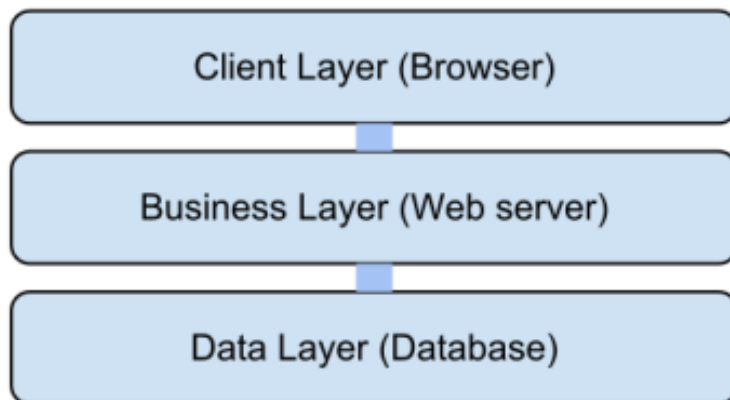 Client Layer (Browser)
Business Layer (Web server)
Data Layer (Database)